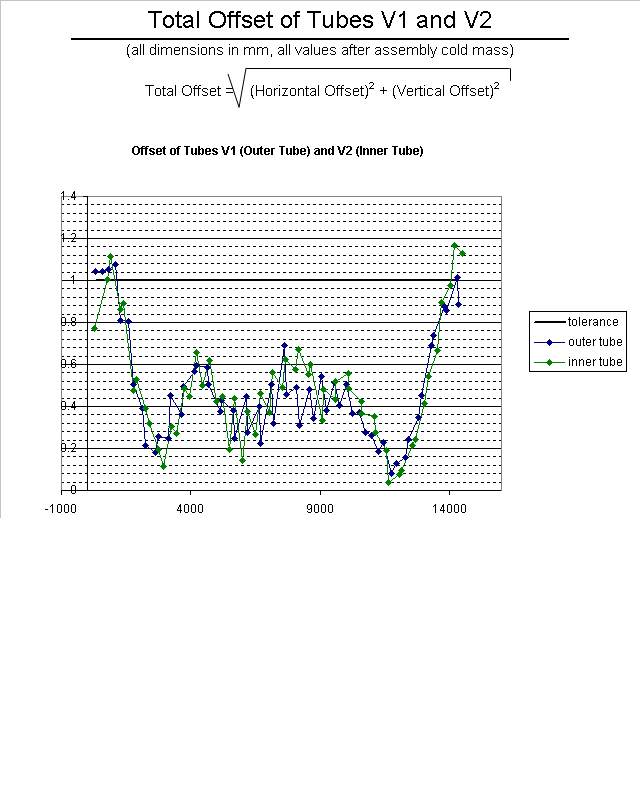 Total Offset of Tubes V1 and V2
(all dimensions in mm, all values after assembly cold mass)
Total Offset = √(Horizontal Offset)² + (Vertical Offset)²
Offset of Tubes V1 (Outer Tube) and V2 (Inner Tube)
1.4
1.2
1
0.8
0.6
0.4
0.2
0
-1000 4000 9000 14000
tolerance
outer tube
inner tube